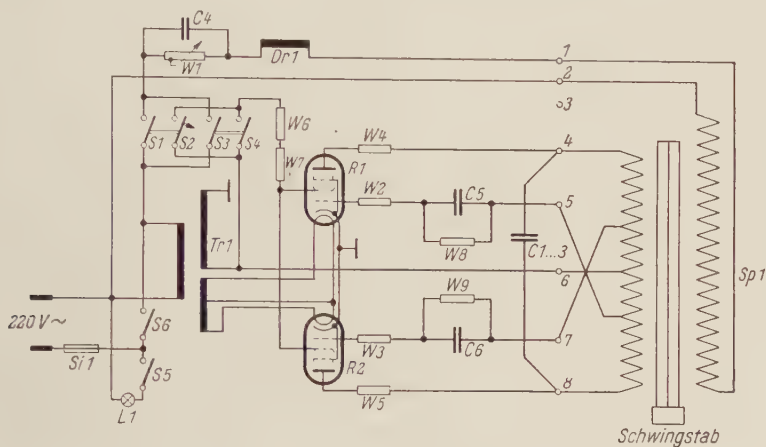 C4
W1
Dr1
1
2
3
S1
S2
S3
S4
W6
W7
R1
W4
4
W2
C5
5
W8
C1...3
Tr1
6
Sp1
W9
220V~
S6
7
Si1
W3
C6
S5
R2
W5
8
L1
Schwingstab